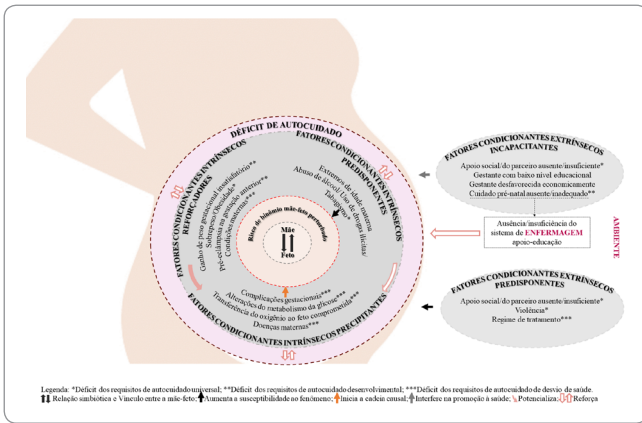 DÉFICIT DE AUTOCUIDADO
FATORES CONDICIONANTES INTRÍNSECOS
REFORÇADORES
Ganho de peso gestacional insatisfatório**
Sobrepeso/Obesidade*
Pré-eclâmpsia na gestação anterior**
Condições maternas***
FATORES CONDICIONANTES INTRÍNSECOS
PREDISPONENTES
Extremos de idade materna
Abuso de álcool/ Uso de drogas ilícitas/
Tabagismo*
Risco de binômio mãe-feto perturbado
Mãe
Feto
Complicações gestacionais***
Alterações do metabolismo da glicose***
Transferência do oxigênio ao feto comprometida***
Doenças maternas***
FATORES CONDICIONANTES INTRÍNSECOS PRECIPITANTES
FATORES CONDICIONANTES EXTRÍNSECOS
INCAPACITANTES
Apoio social/do parceiro ausente/insuficiente*
Gestante com baixo nível educacional
Gestante desfavorecida economicamente
Cuidado pré-natal ausente/inadequado**
Ausência/insuficiência do
sistema de ENFERMAGEM
apoio-educação
AMBIENTE
FATORES CONDICIONANTES EXTRÍNSECOS
PREDISPONENTES
Apoio social/do parceiro ausente/insuficiente*
Violência*
Regime de tratamento***
Legenda: *Déficit dos requisitos de autocuidado universal; **Déficit dos requisitos de autocuidado desenvolvimental; ***Déficit dos requisitos de autocuidado de desvio de saúde.
Relação simbiótica e Vínculo entre a mãe-feto; Aumenta a susceptibilidade ao fenômeno; Inicia a cadeia causal; Interfere na promoção à saúde; Potencializa; Reforça